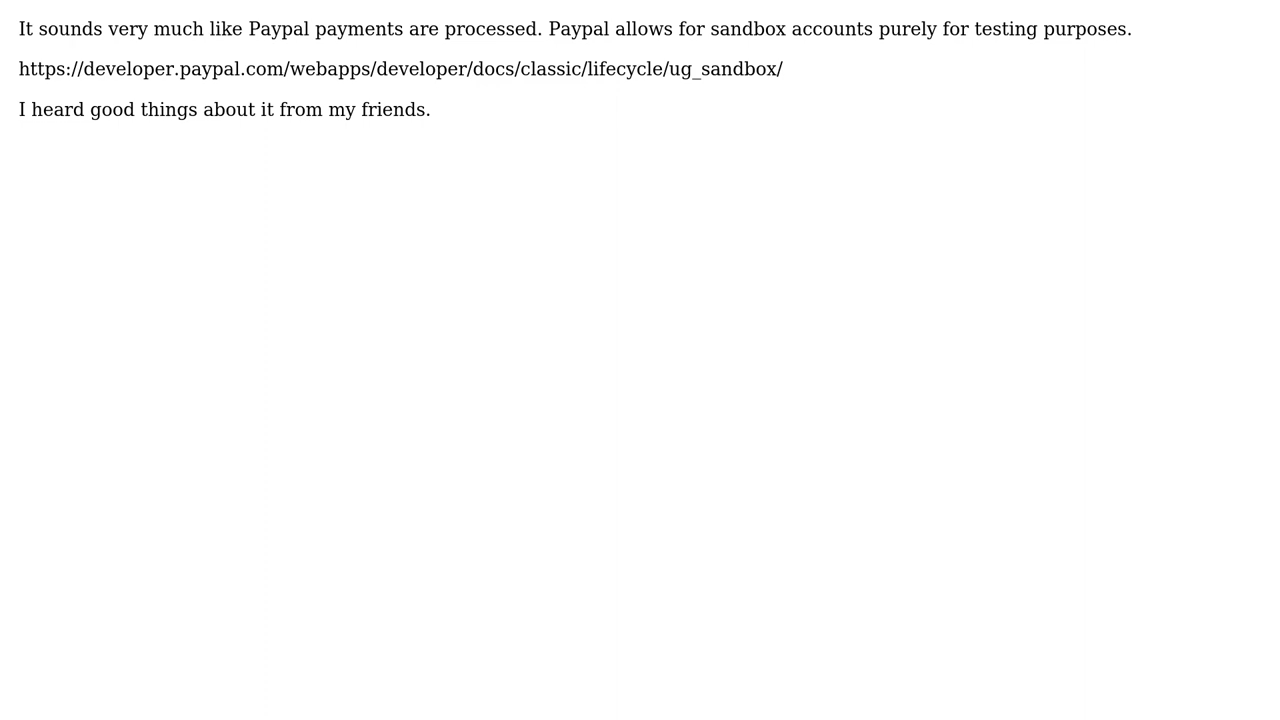 It sounds very much like Paypal payments are processed. Paypal allows for sandbox accounts purely for testing purposes.
https://developer.paypal.com/webapps/developer/docs/classic/lifecycle/ug_sandbox/
I heard good things about it from my friends.